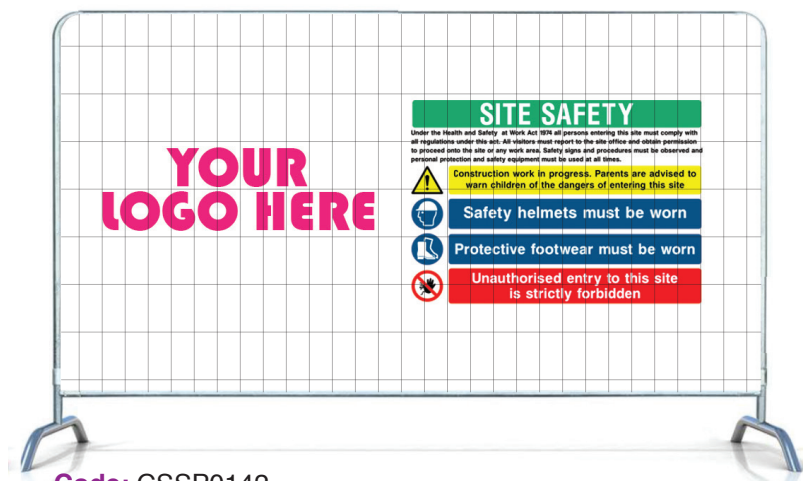 YOUR
LOGO HERE
SITE SAFETY
Under the Health and Safety at Work Act 1974 all persons entering this site must comply with
all regulations under this act. All visitors must report to the site office and obtain permission
to proceed onto the site or any work area. Safety signs and procedures must be observed and
personal protection and safety equipment must be used at all times.
Construction work in progress. Parents are advised to
warn children of the dangers of entering this site
Safety helmets must be worn
Protective footwear must be worn
Unauthorised entry to this site
is strictly forbidden
Code: CSSP0142